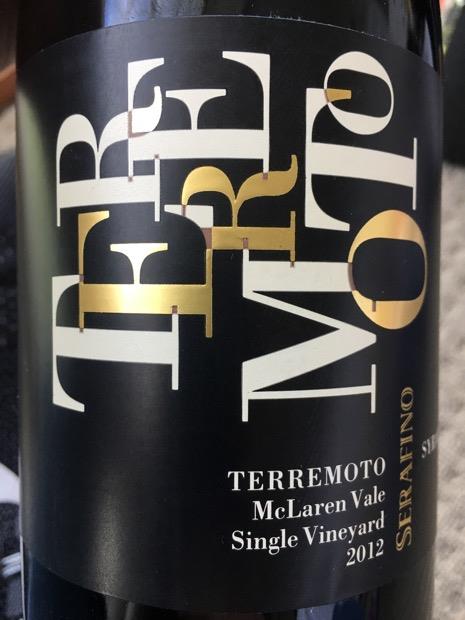 TERREMOTO
TERREMOTO
McLaren Vale
Single Vineyard
2012
SERAFINO